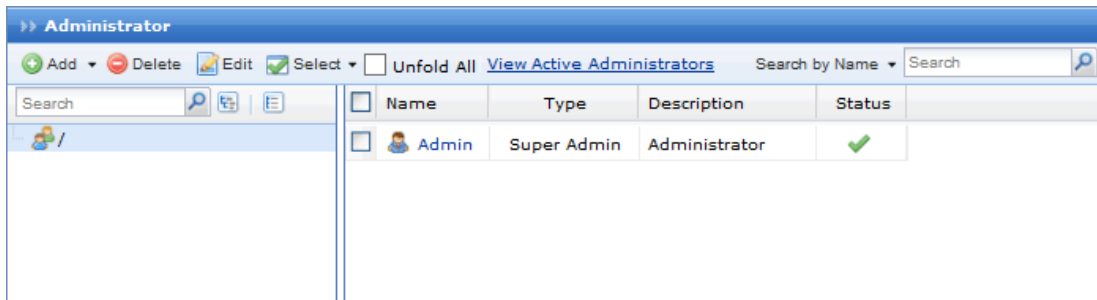 Administrator
Add Delete Edit Select Unfold All View Active Administrators Search by Name Search
Search
Name Type Description Status
/
Admin Super Admin Administrator